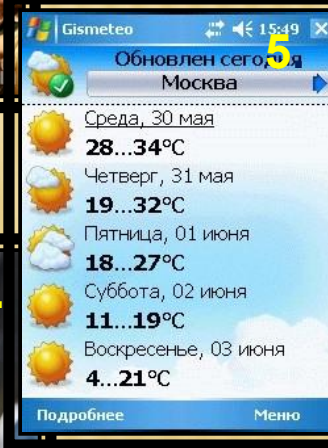 Gismeteo 15:49
5
Обновлен сегодня
Москва
Среда, 30 мая
28...34°C
Четверг, 31 мая
19...32°C
Пятница, 01 июня
18...27°C
Суббота, 02 июня
11...19°C
Воскресенье, 03 июня
4...21°C
Подробнее Меню